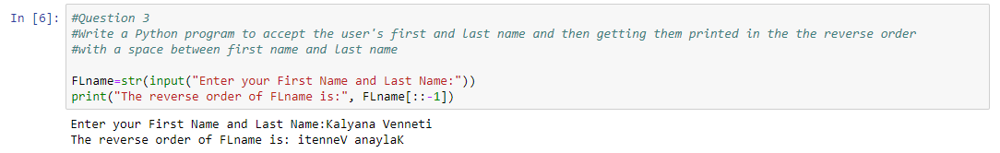 In [6]: #Question 3
#Write a Python program to accept the user's first and last name and then getting them printed in the the reverse order
#with a space between first name and last name
FLname=str(input("Enter your First Name and Last Name:"))
print("The reverse order of FLname is:", FLname[::-1])
Enter your First Name and Last Name:Kalyana Venneti
The reverse order of FLname is: itenneV anaylaK